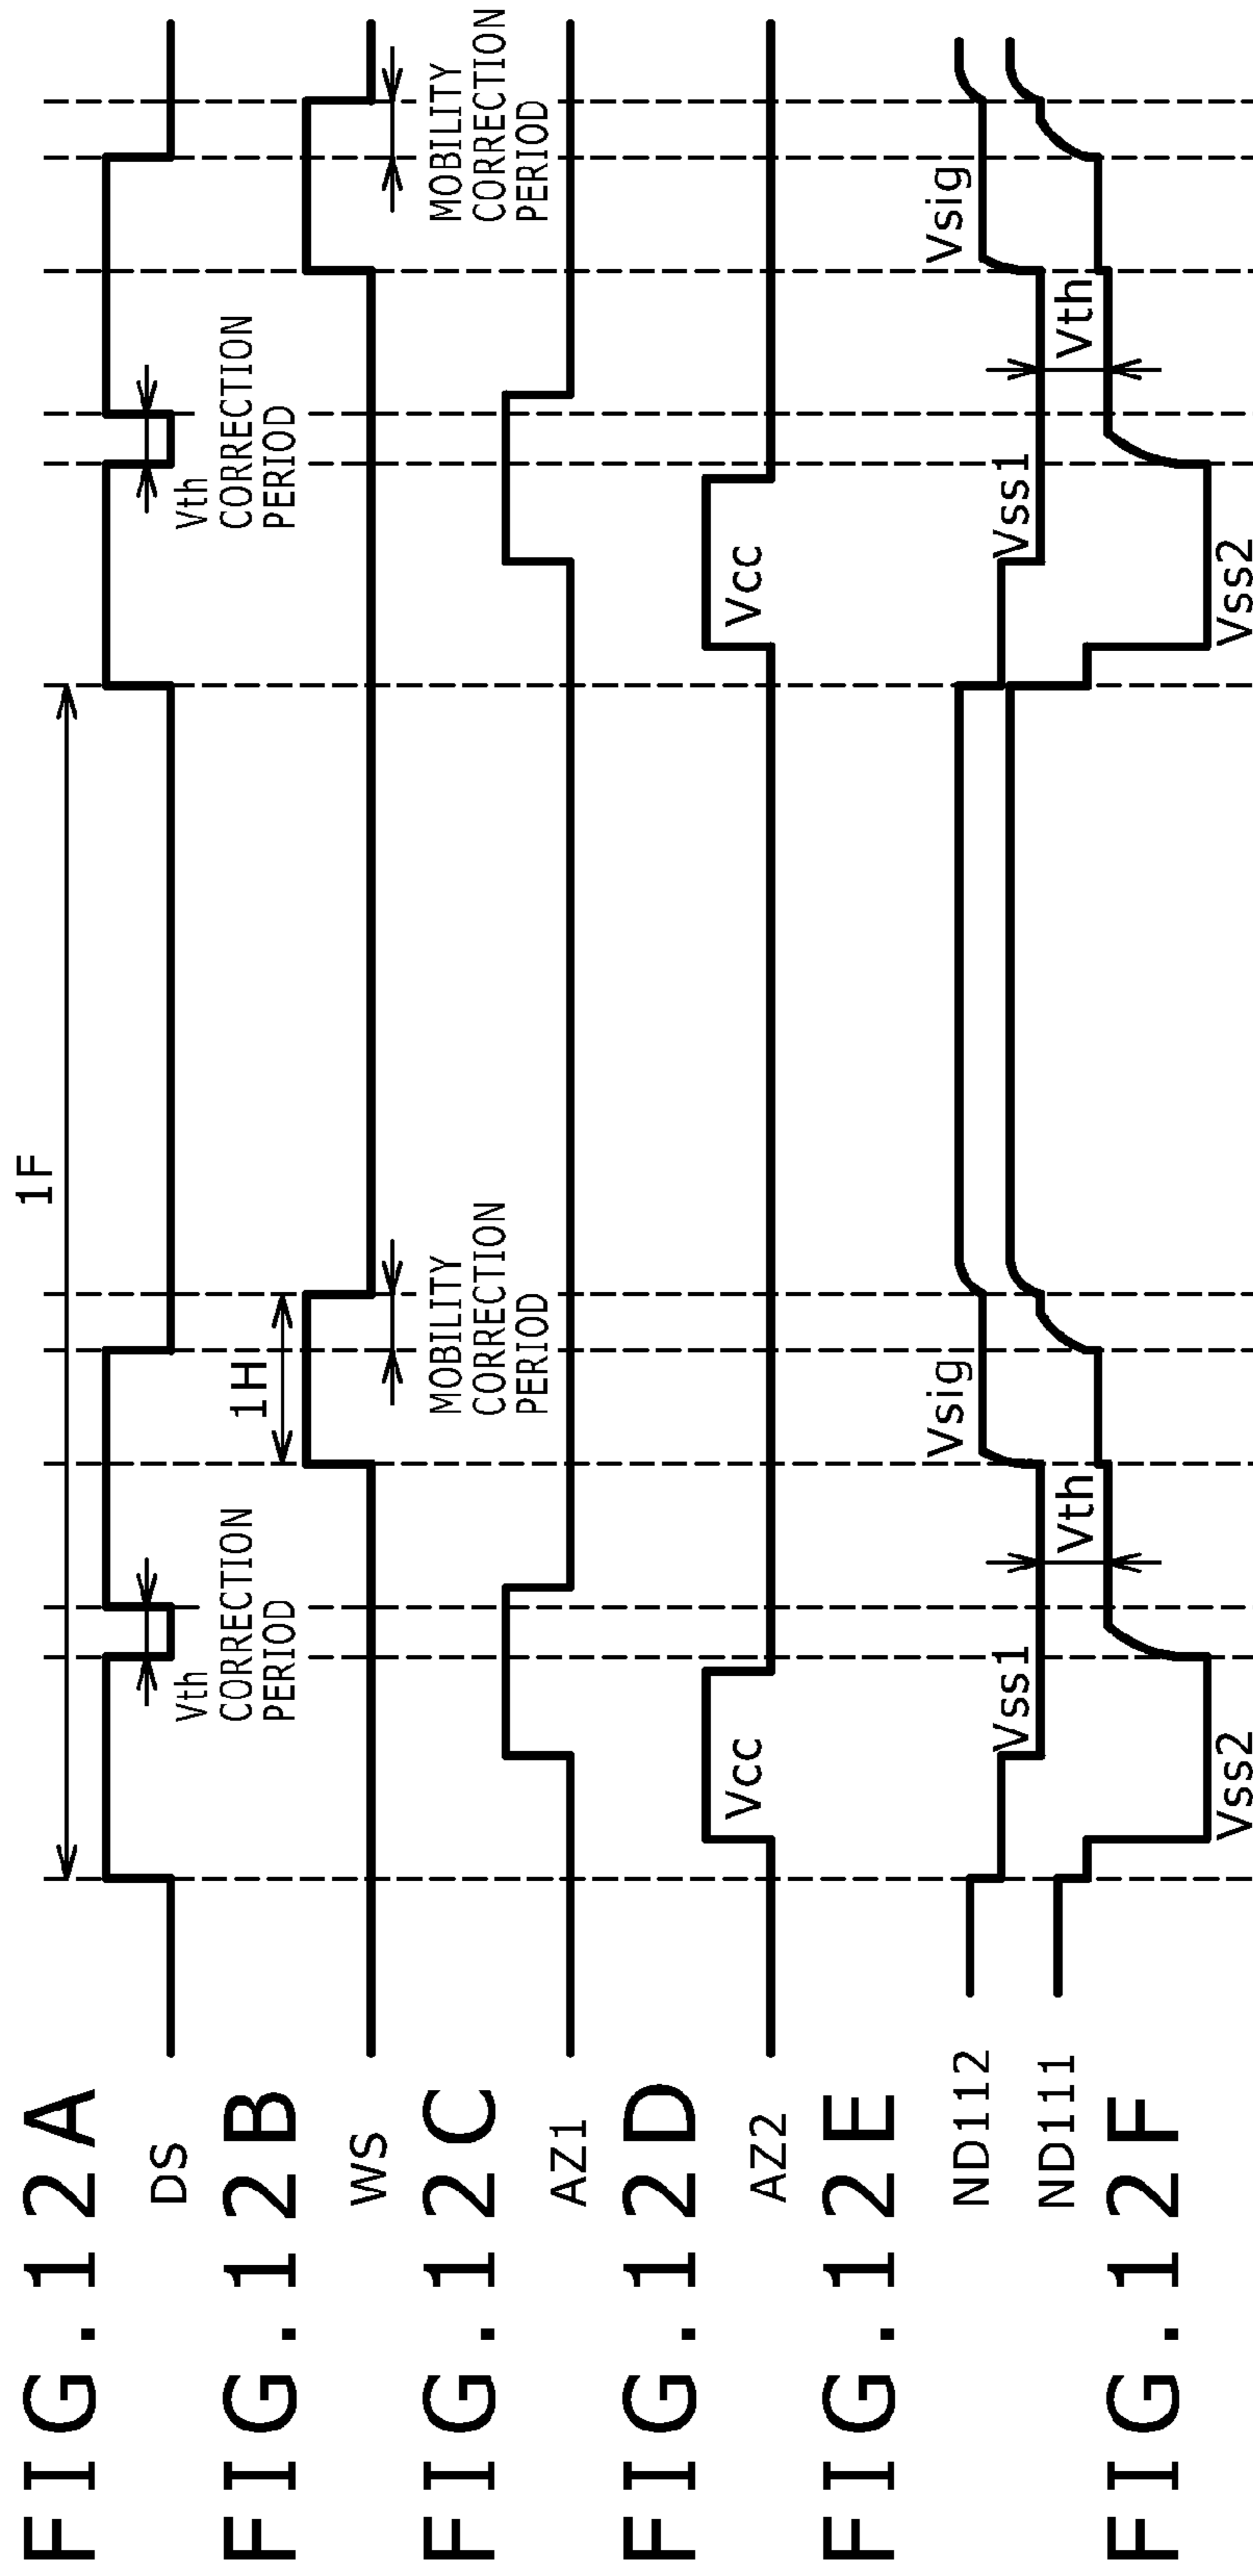 1F
FIG.12A
DS
Vth
CORRECTION
PERIOD
Vth
CORRECTION
PERIOD
FIG.12B
WS
1H
MOBILITY
CORRECTION
PERIOD
MOBILITY
CORRECTION
PERIOD
FIG.12C
AZ1
FIG.12D
AZ2
Vcc
Vcc
FIG.12E
ND112
Vss1
Vsig
Vss1
Vsig
ND111
Vth
Vth
FIG.12F
Vss2
Vss2